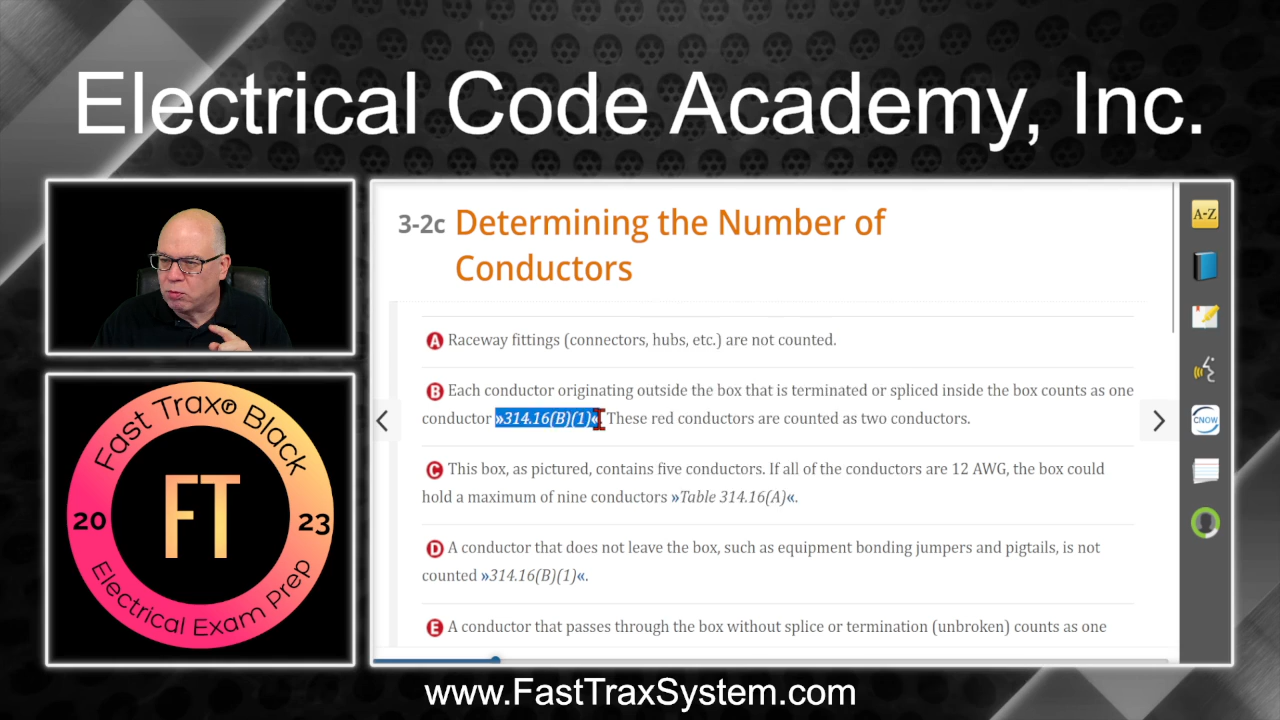 Electrical Code Academy, Inc.
3-2c Determining the Number of
Conductors
A Raceway fittings (connectors, hubs, etc.) are not counted.
B Each conductor originating outside the box that is terminated or spliced inside the box counts as one
conductor »314.16(B)(1)«. These red conductors are counted as two conductors.
C This box, as pictured, contains five conductors. If all of the conductors are 12 AWG, the box could
hold a maximum of nine conductors »Table 314.16(A)«.
D A conductor that does not leave the box, such as equipment bonding jumpers and pigtails, is not
counted »314.16(B)(1)«.
E A conductor that passes through the box without splice or termination (unbroken) counts as one
A-Z
CNOW
Fast Trax® Black
FT
20 23
Electrical Exam Prep
www.FastTraxSystem.com